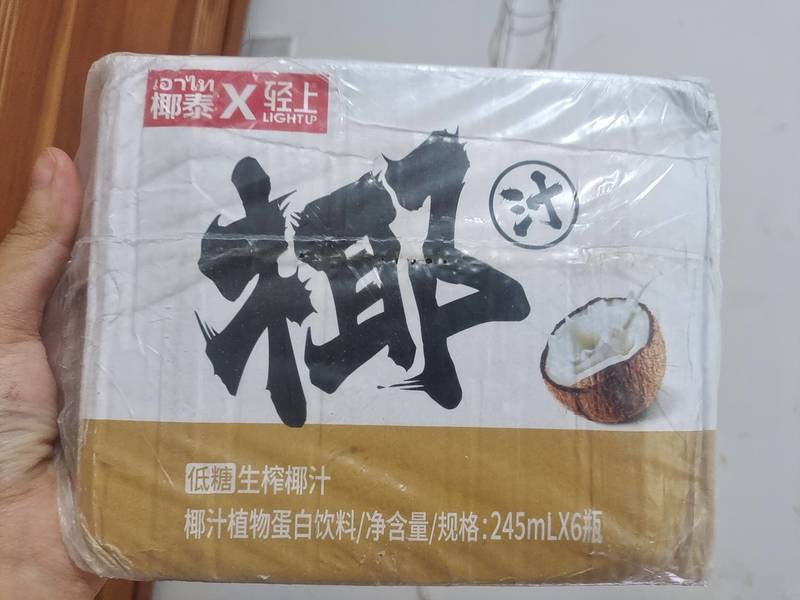 เอาไท
椰泰X轻上
LIGHTUP
椰汁
低糖 生榨椰汁
椰汁植物蛋白饮料/净含量/规格:245mLX6瓶